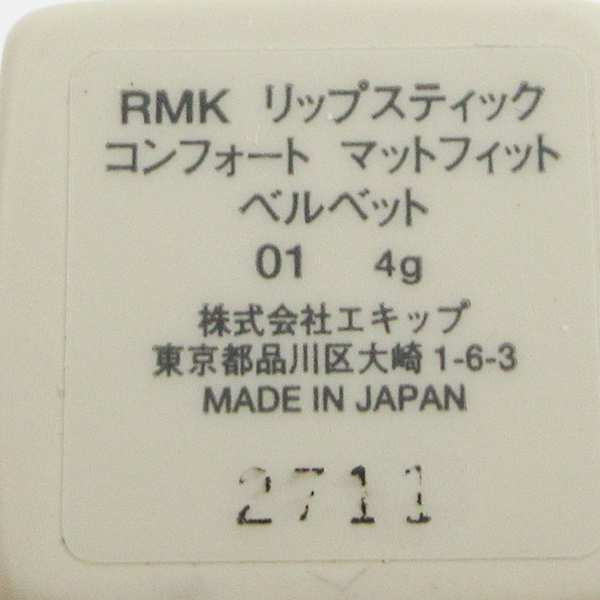 RMK リップスティック
コンフォート マットフィット
ベルベット
01 4g
株式会社エキップ
東京都品川区大崎1-6-3
MADE IN JAPAN
2711